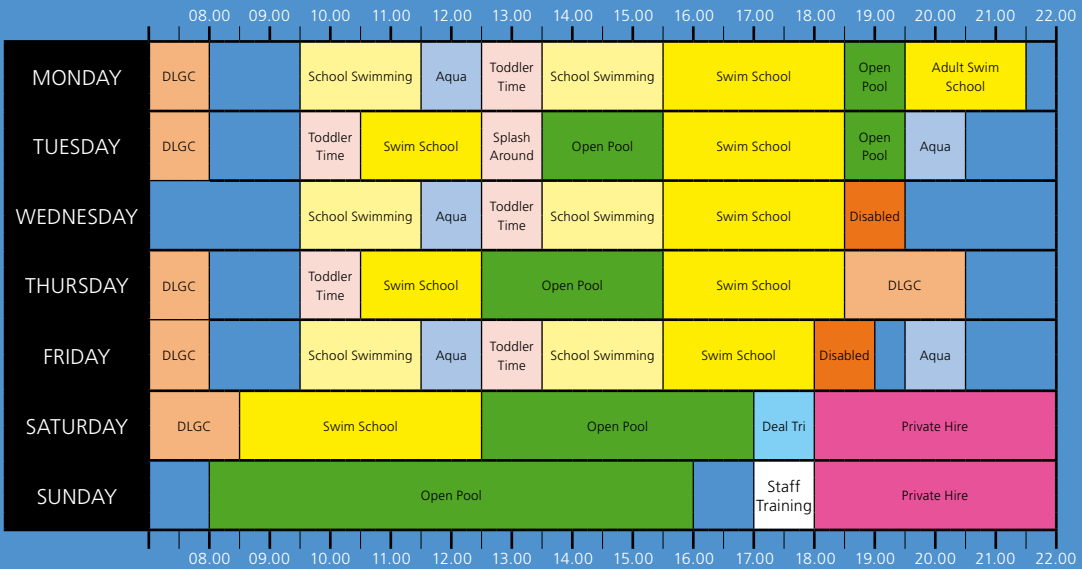 08.00 09.00 10.00 11.00 12.00 13.00 14.00 15.00 16.00 17.00 18.00 19.00 20.00 21.00 22.00
MONDAY DLGC School Swimming Aqua Toddler Time School Swimming Swim School Open Pool Adult Swim School
TUESDAY DLGC Toddler Time Swim School Splash Around Open Pool Swim School Open Pool Aqua
WEDNESDAY School Swimming Aqua Toddler Time School Swimming Swim School Disabled
THURSDAY DLGC Toddler Time Swim School Open Pool Swim School DLGC
FRIDAY DLGC School Swimming Aqua Toddler Time School Swimming Swim School Disabled Aqua
SATURDAY DLGC Swim School Open Pool Deal Tri Private Hire
SUNDAY Open Pool Staff Training Private Hire
08.00 09.00 10.00 11.00 12.00 13.00 14.00 15.00 16.00 17.00 18.00 19.00 20.00 21.00 22.00